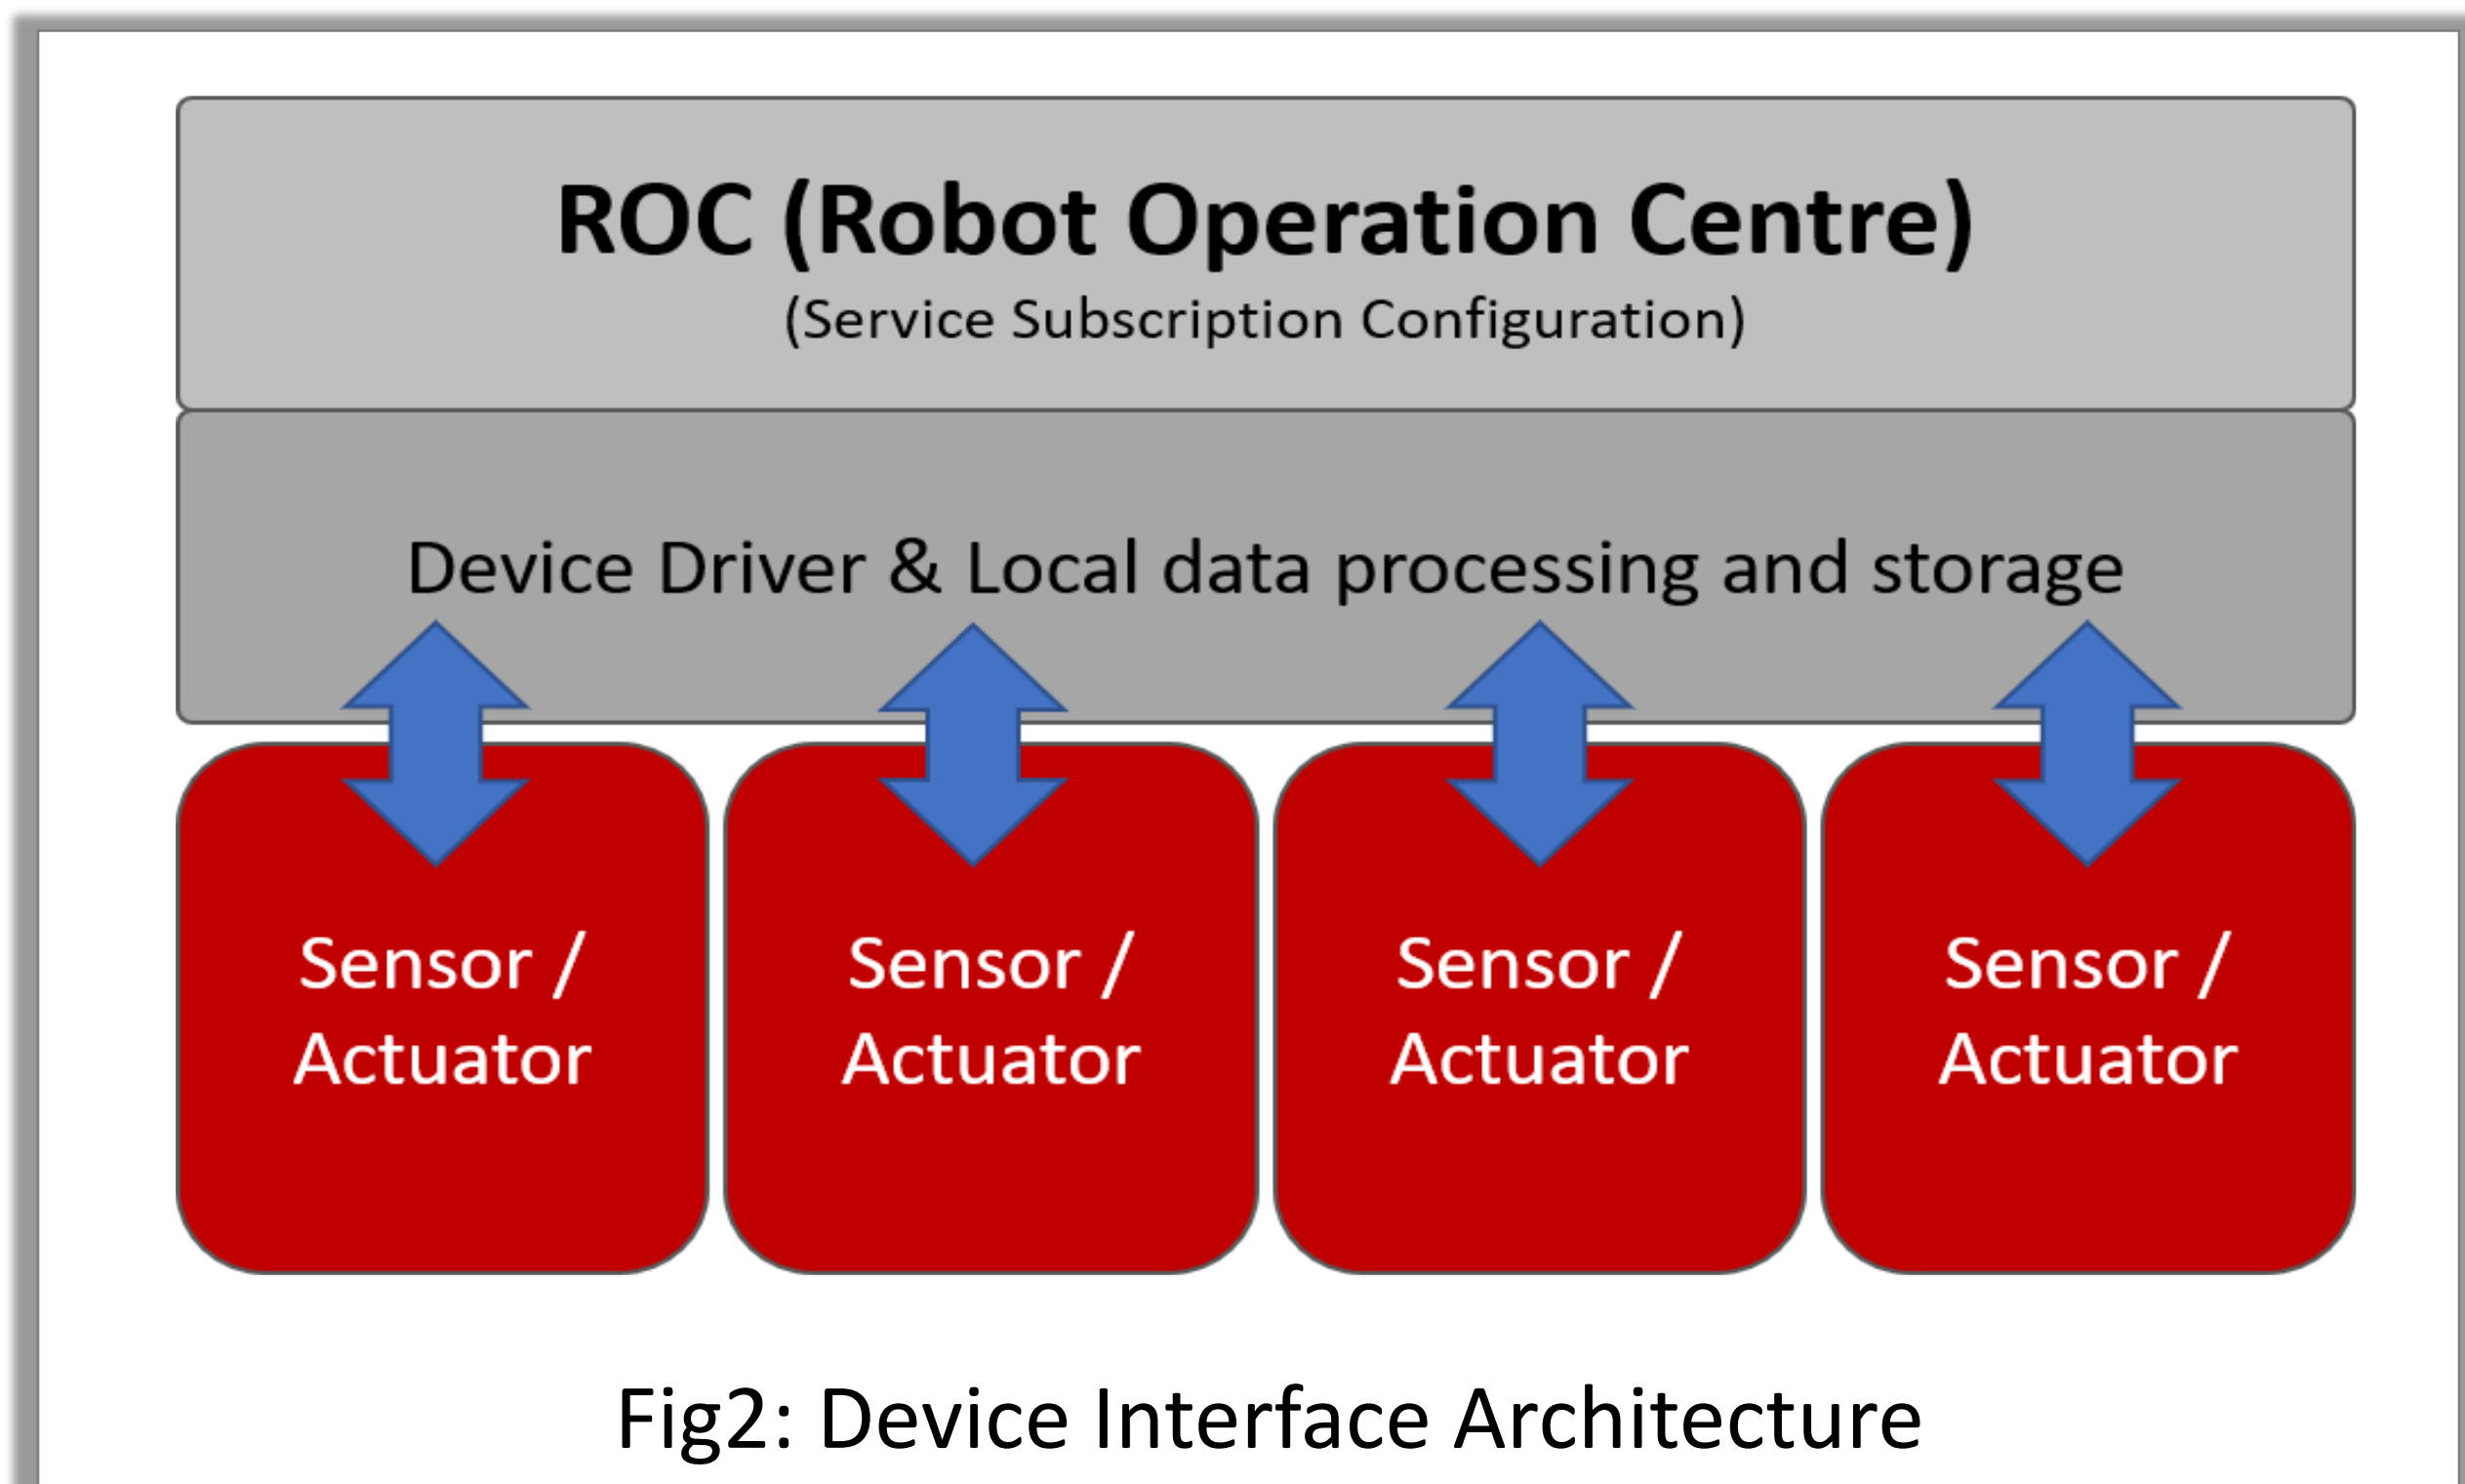 ROC (Robot Operation Centre)
(Service Subscription Configuration)
Device Driver & Local data processing and storage
Sensor /
Actuator
Sensor /
Actuator
Sensor /
Actuator
Sensor /
Actuator
Fig2: Device Interface Architecture